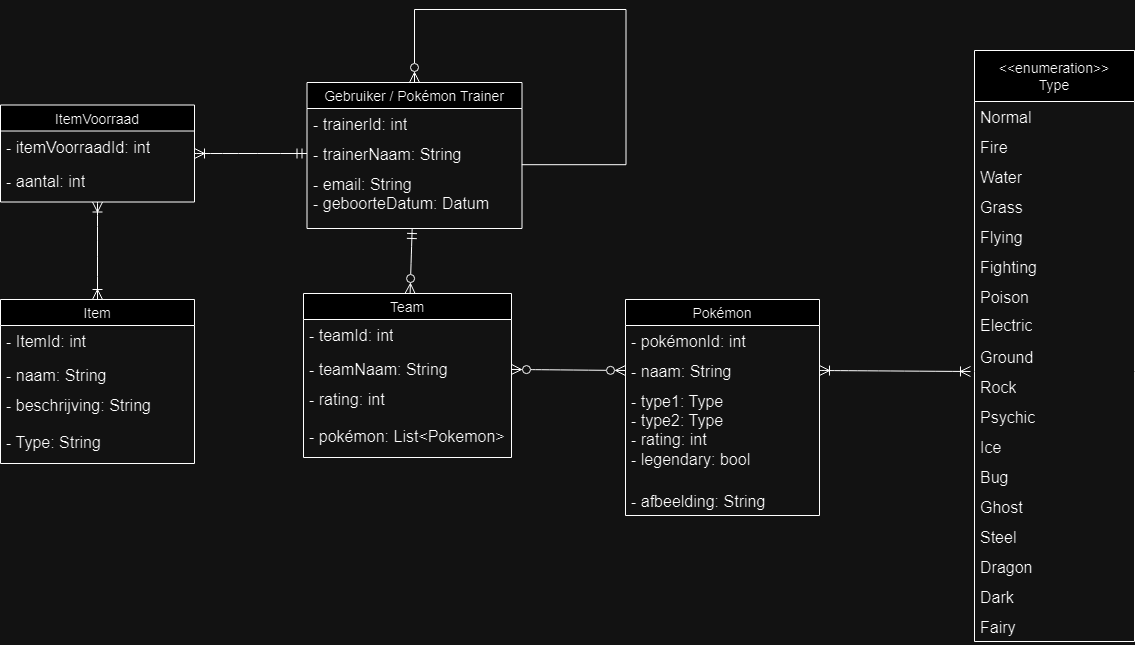 ItemVoorraad
- itemVoorraadId: int
- aantal: int
Gebruiker / Pokémon Trainer
- trainerId: int
- trainerNaam: String
- email: String
- geboorteDatum: Datum
Item
- ItemId: int
- naam: String
- beschrijving: String
- Type: String
Team
- teamId: int
- teamNaam: String
- rating: int
- pokémon: List<Pokemon>
Pokémon
- pokémonId: int
- naam: String
- type1: Type
- type2: Type
- rating: int
- legendary: bool
- afbeelding: String
<<enumeration>>
Type
Normal
Fire
Water
Grass
Flying
Fighting
Poison
Electric
Ground
Rock
Psychic
Ice
Bug
Ghost
Steel
Dragon
Dark
Fairy